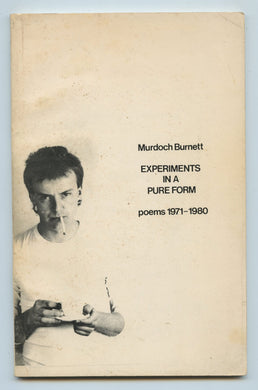 Murdoch Burnett
EXPERIMENTS
IN A
PURE FORM
poems 1971-1980